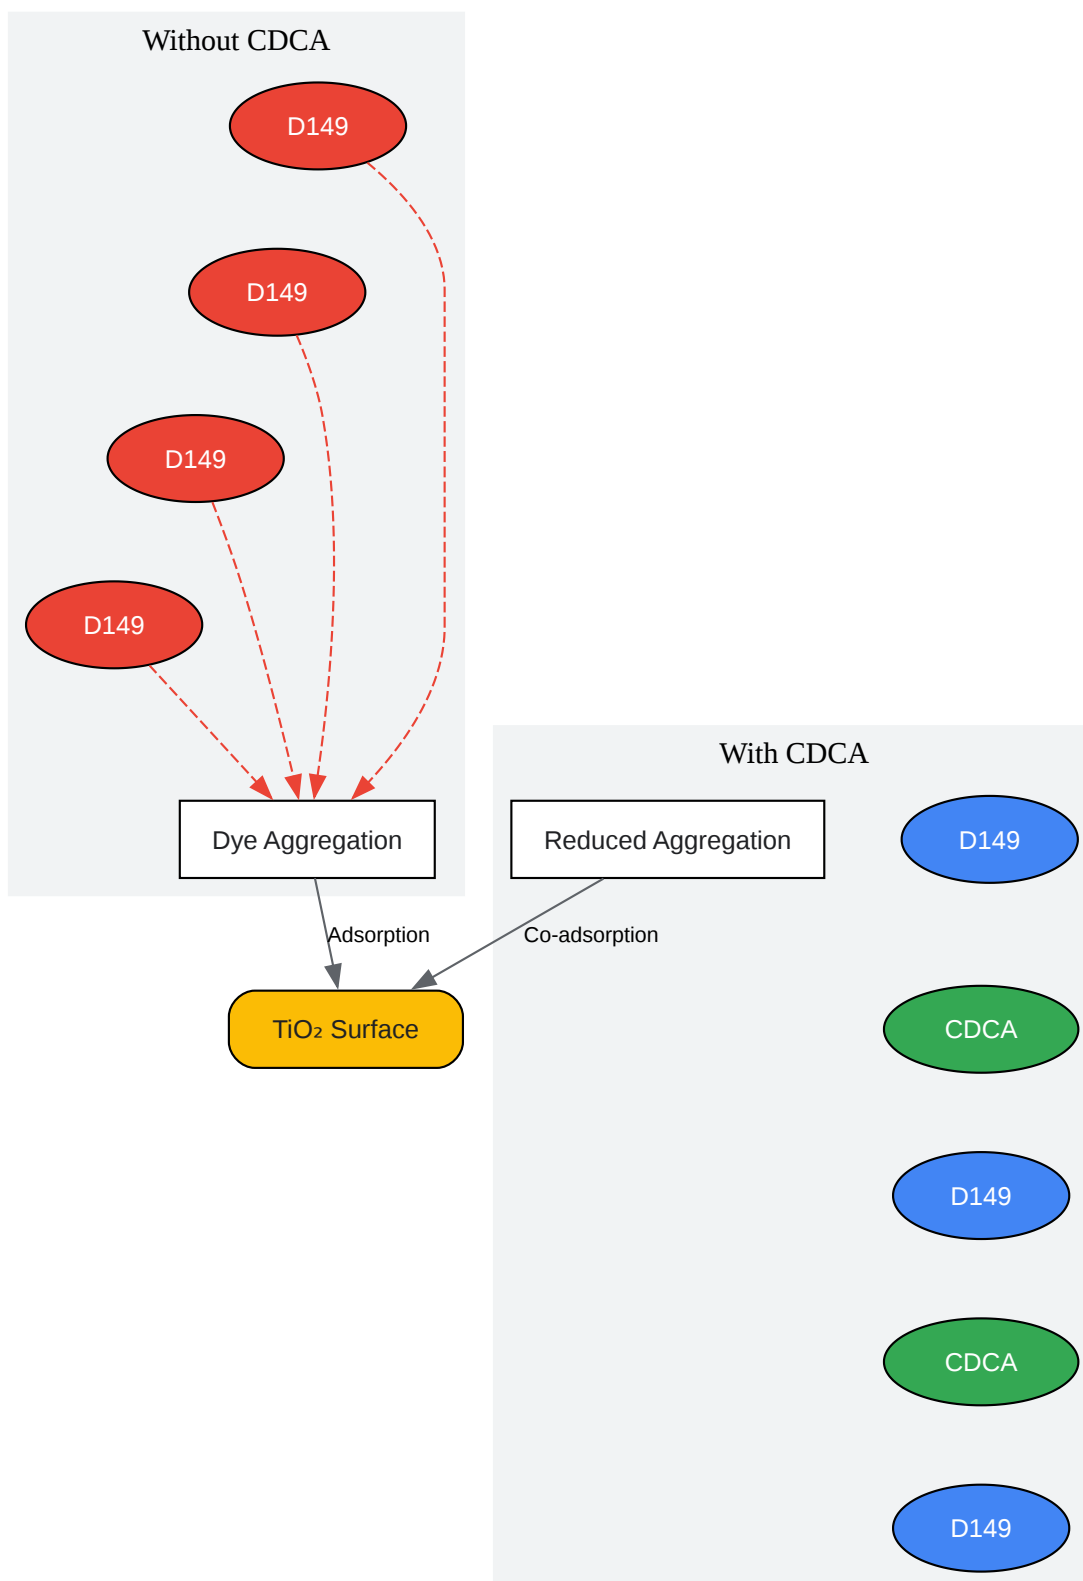 Without CDCA
D149
D149
D149
D149
Dye Aggregation
Adsorption
TiO₂ Surface
With CDCA
Reduced Aggregation
Co-adsorption
D149
CDCA
D149
CDCA
D149